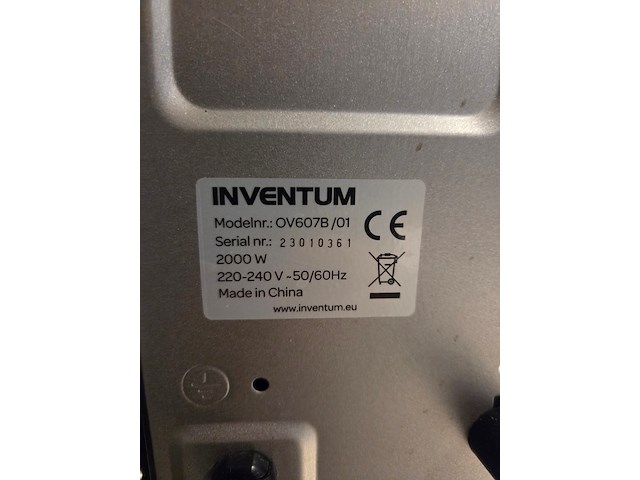 INVENTUM
Modelnr.: OV607B/01
Serial nr.: 23010361
2000 W
220-240 V ~50/60Hz
Made in China
www.inventum.eu
CE